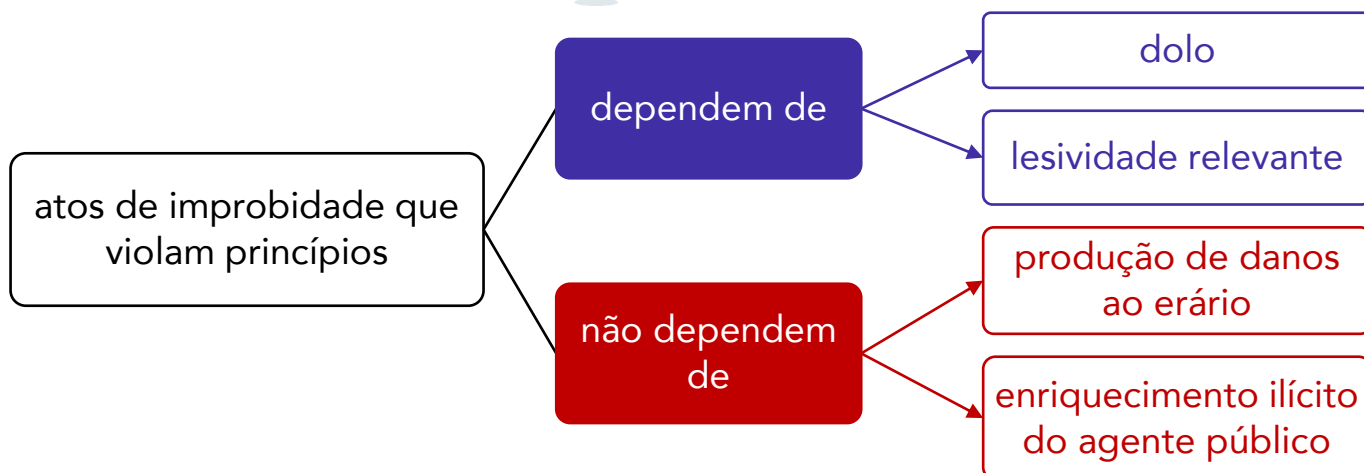 atos de improbidade que
violam princípios
dependem de
dolo
lesividade relevante
não dependem
de
produção de danos
ao erário
enriquecimento ilícito
do agente público